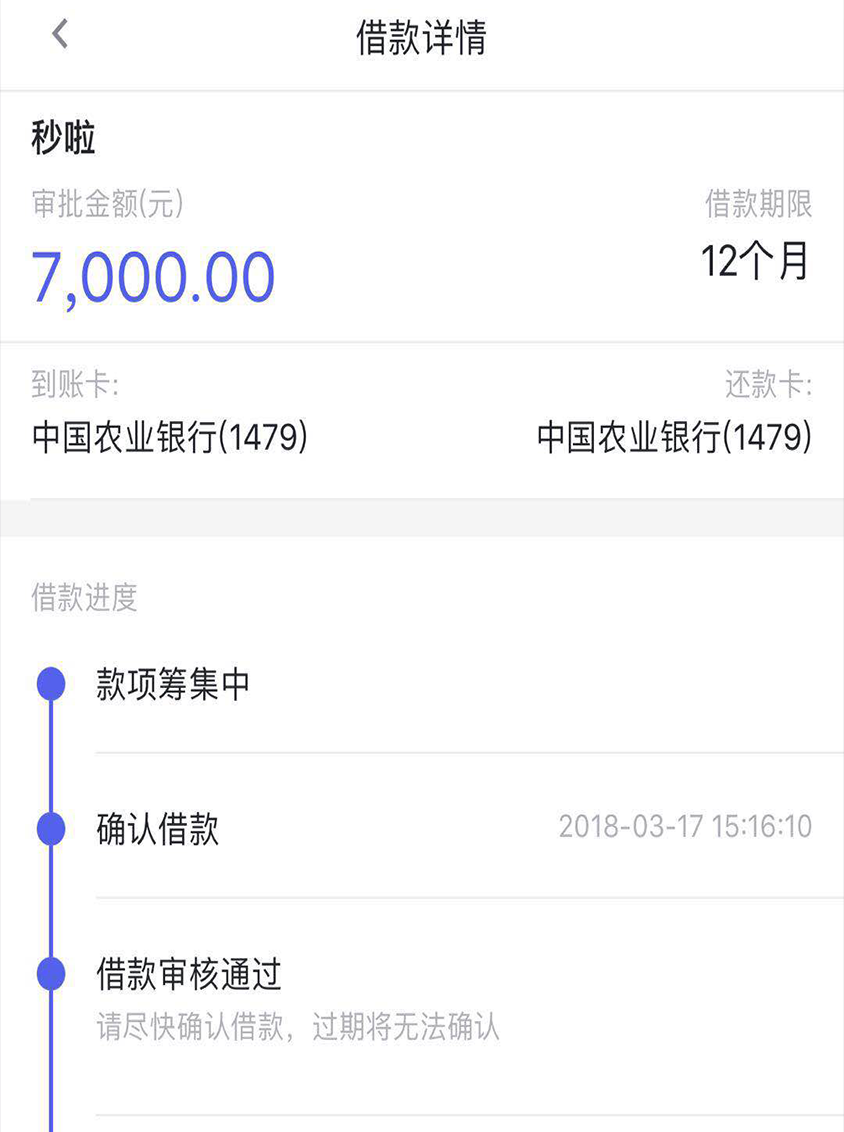 借款详情
秒啦
审批金额(元)
借款期限
7,000.00
12个月
到账卡:
还款卡:
中国农业银行(1479)
中国农业银行(1479)
借款进度
款项筹集中
确认借款
2018-03-17 15:16:10
借款审核通过
请尽快确认借款，过期将无法确认